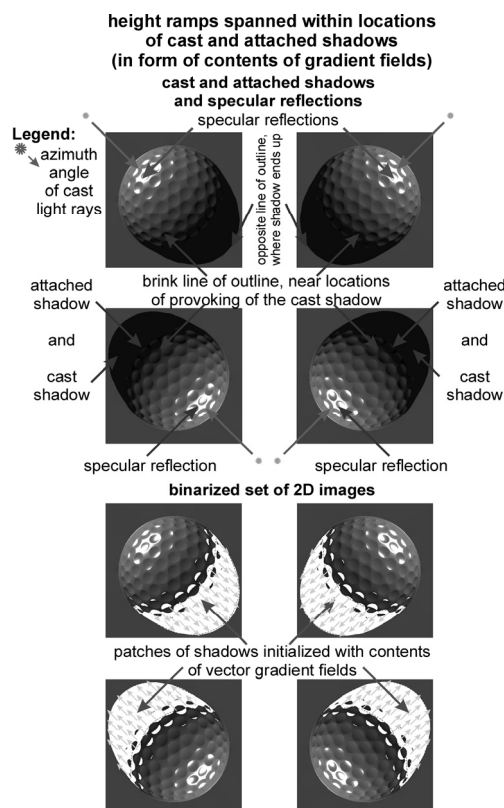 height ramps spanned within locations
of cast and attached shadows
(in form of contents of gradient fields)
cast and attached shadows
and specular reflections
specular reflections
Legend:
azimuth
angle
of cast
light rays
opposite line of outline,
where shadow ends up
brink line of outline, near locations
of provoking of the cast shadow
attached
shadow
and
cast
shadow
attached
shadow
and
cast
shadow
specular reflection
specular reflection
binarized set of 2D images
patches of shadows initialized with contents
of vector gradient fields